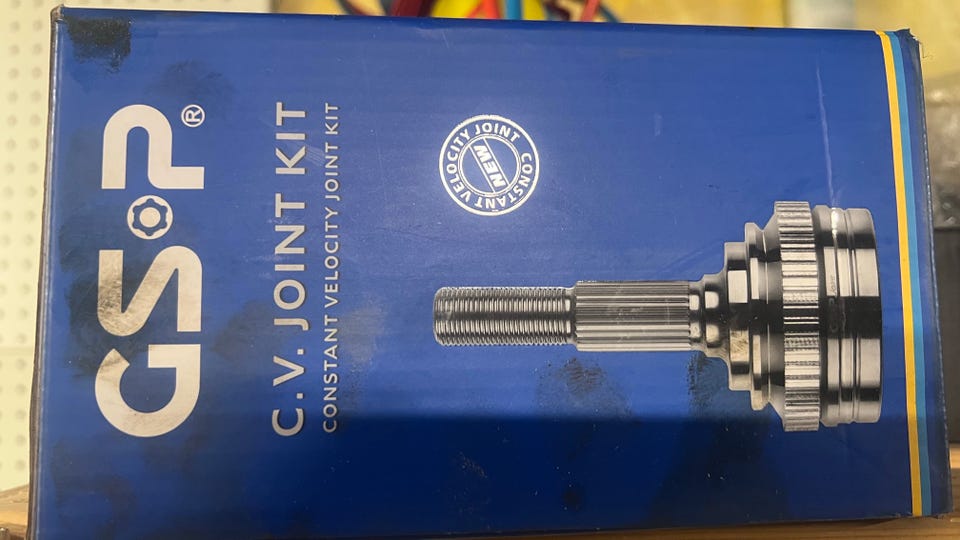 GSP®
C.V. JOINT KIT
CONSTANT VELOCITY JOINT KIT
CONSTANT VELOCITY JOINT
NEW